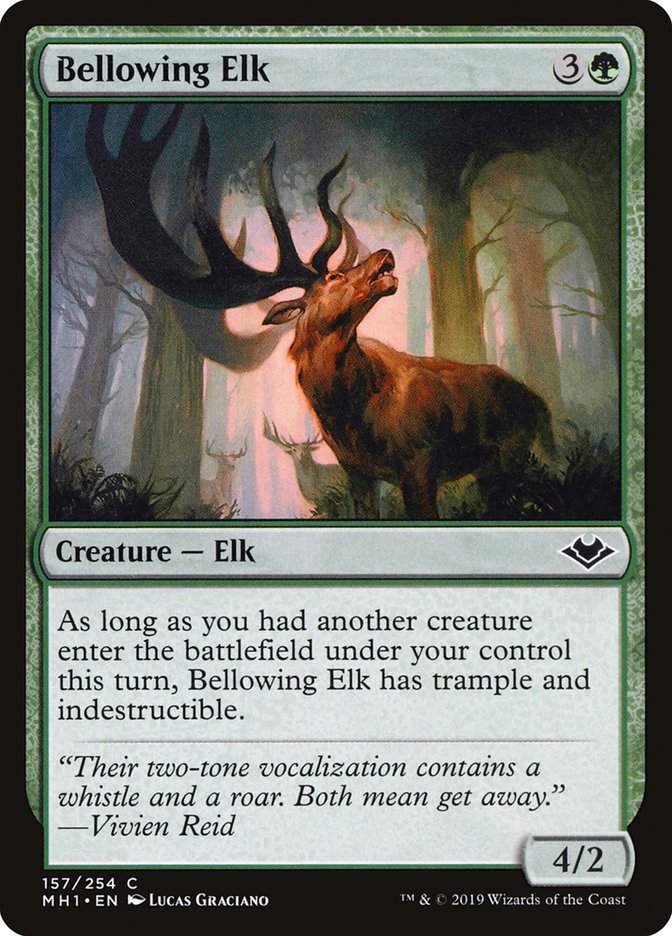 Bellowing Elk
3
Creature — Elk
As long as you had another creature
enter the battlefield under your control
this turn, Bellowing Elk has trample and
indestructible.
“Their two-tone vocalization contains a
whistle and a roar. Both mean get away.”
—Vivien Reid
4/2
157/254 C
MH1 • EN Lucas Graciano
™ & © 2019 Wizards of the Coast